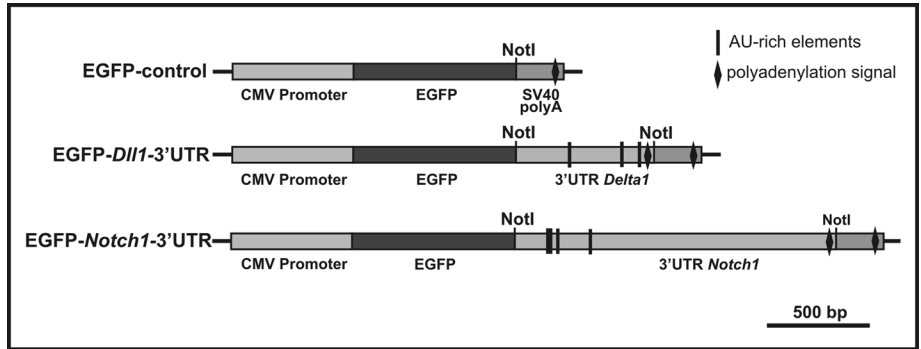 NotI
AU-rich elements
EGFP-control
polyadenylation signal
CMV Promoter EGFP SV40
polyA
NotI NotI
EGFP-Dll1-3'UTR
CMV Promoter EGFP 3'UTR Delta1
NotI NotI
EGFP-Notch1-3'UTR
CMV Promoter EGFP 3'UTR Notch1
500 bp